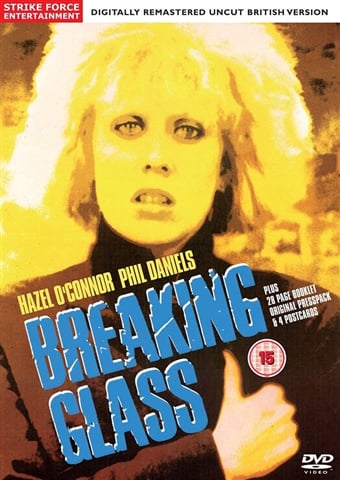 STRIKE FORCE
ENTERTAINMENT
DIGITALLY REMASTERED UNCUT BRITISH VERSION
HAZEL O'CONNOR PHIL DANIELS
BREAKING
GLASS
PLUS
28 PAGE BOOKLET
ORIGINAL PRESSPACK
& 4 POSTCARDS
15
DVD
VIDEO